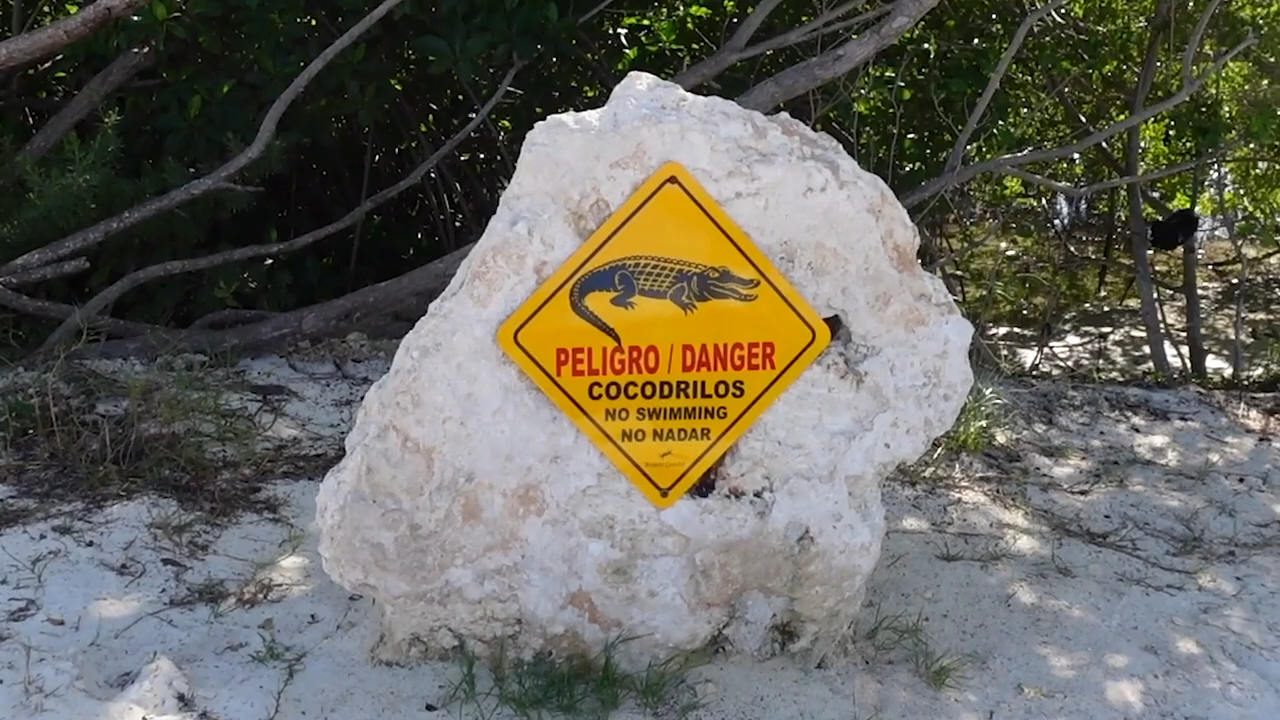 PELIGRO / DANGER
COCODRILOS
NO SWIMMING
NO NADAR